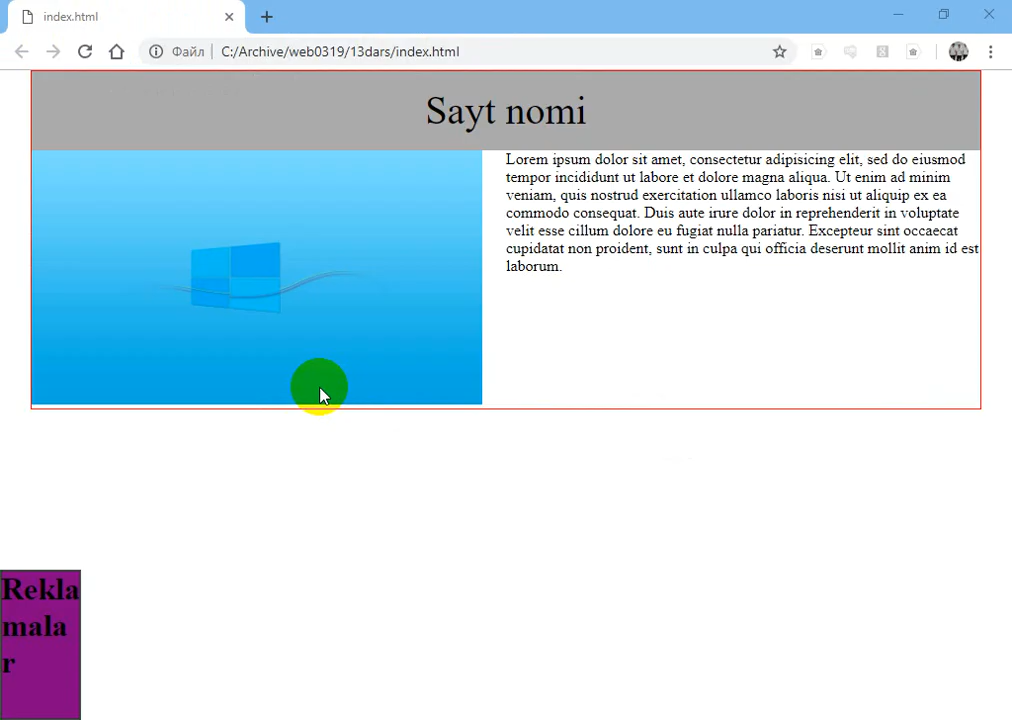 index.html
Файл
C:/Archive/web0319/13dars/index.html
Sayt nomi
Lorem ipsum dolor sit amet, consectetur adipisicing elit, sed do eiusmod
tempor incididunt ut labore et dolore magna aliqua. Ut enim ad minim
veniam, quis nostrud exercitation ullamco laboris nisi ut aliquip ex ea
commodo consequat. Duis aute irure dolor in reprehenderit in voluptate
velit esse cillum dolore eu fugiat nulla pariatur. Excepteur sint occaecat
cupidatat non proident, sunt in culpa qui officia deserunt mollit anim id est
laborum.
Rekla
mala
r